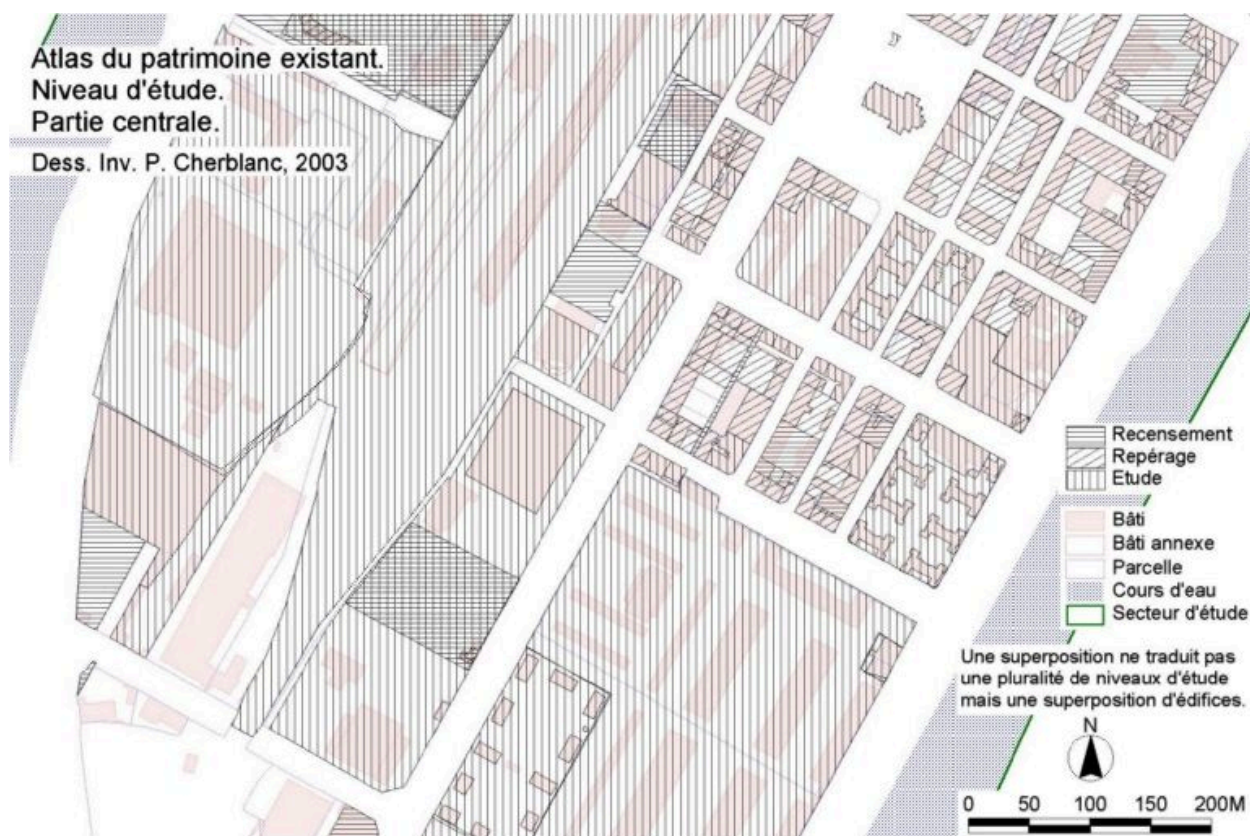 Atlas du patrimoine existant.
Niveau d'étude.
Partie centrale.
Dess. Inv. P. Cherblanc, 2003
Recensement
Repérage
Etude
Bâti
Bâti annexe
Parcelle
Cours d'eau
Secteur d'étude
Une superposition ne traduit pas
une pluralité de niveaux d'étude
mais une superposition d'édifices.
N
0 50 100 150 200M